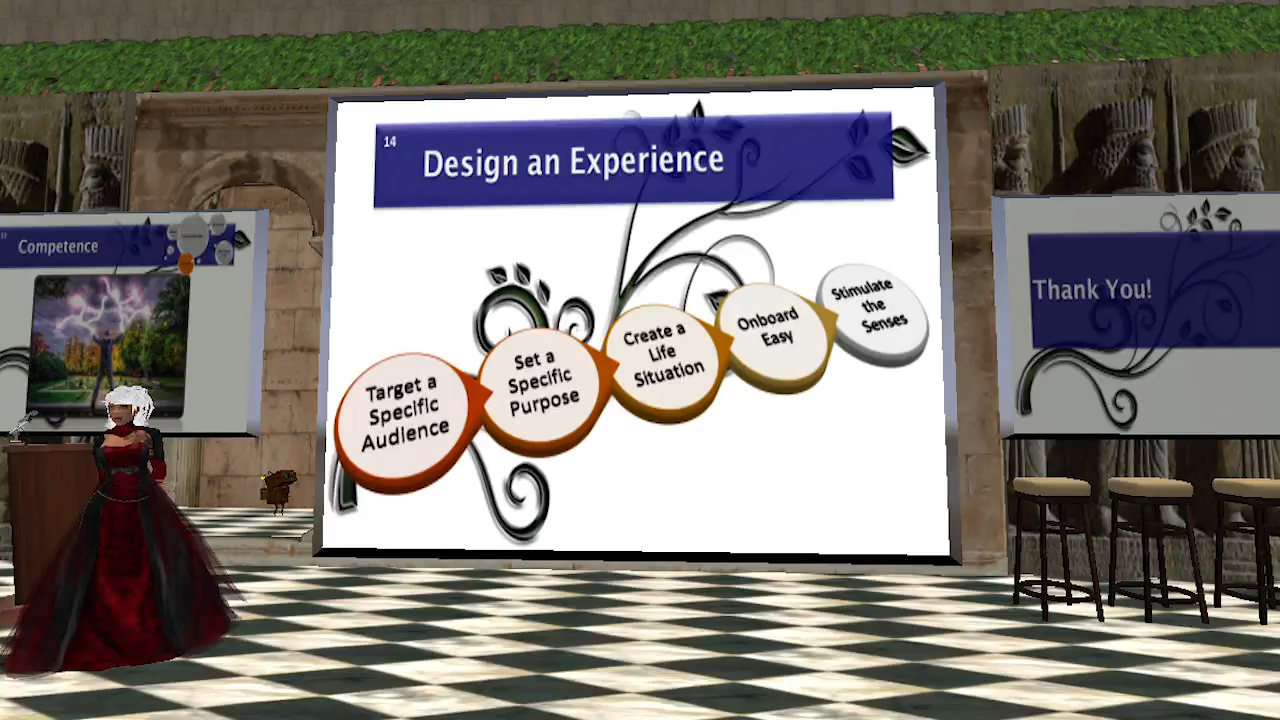 Competence
14
Design an Experience
Target a
Specific
Audience
Set a
Specific
Purpose
Create a
Life
Situation
Onboard
Easy
Stimulate
the
Senses
Thank You!